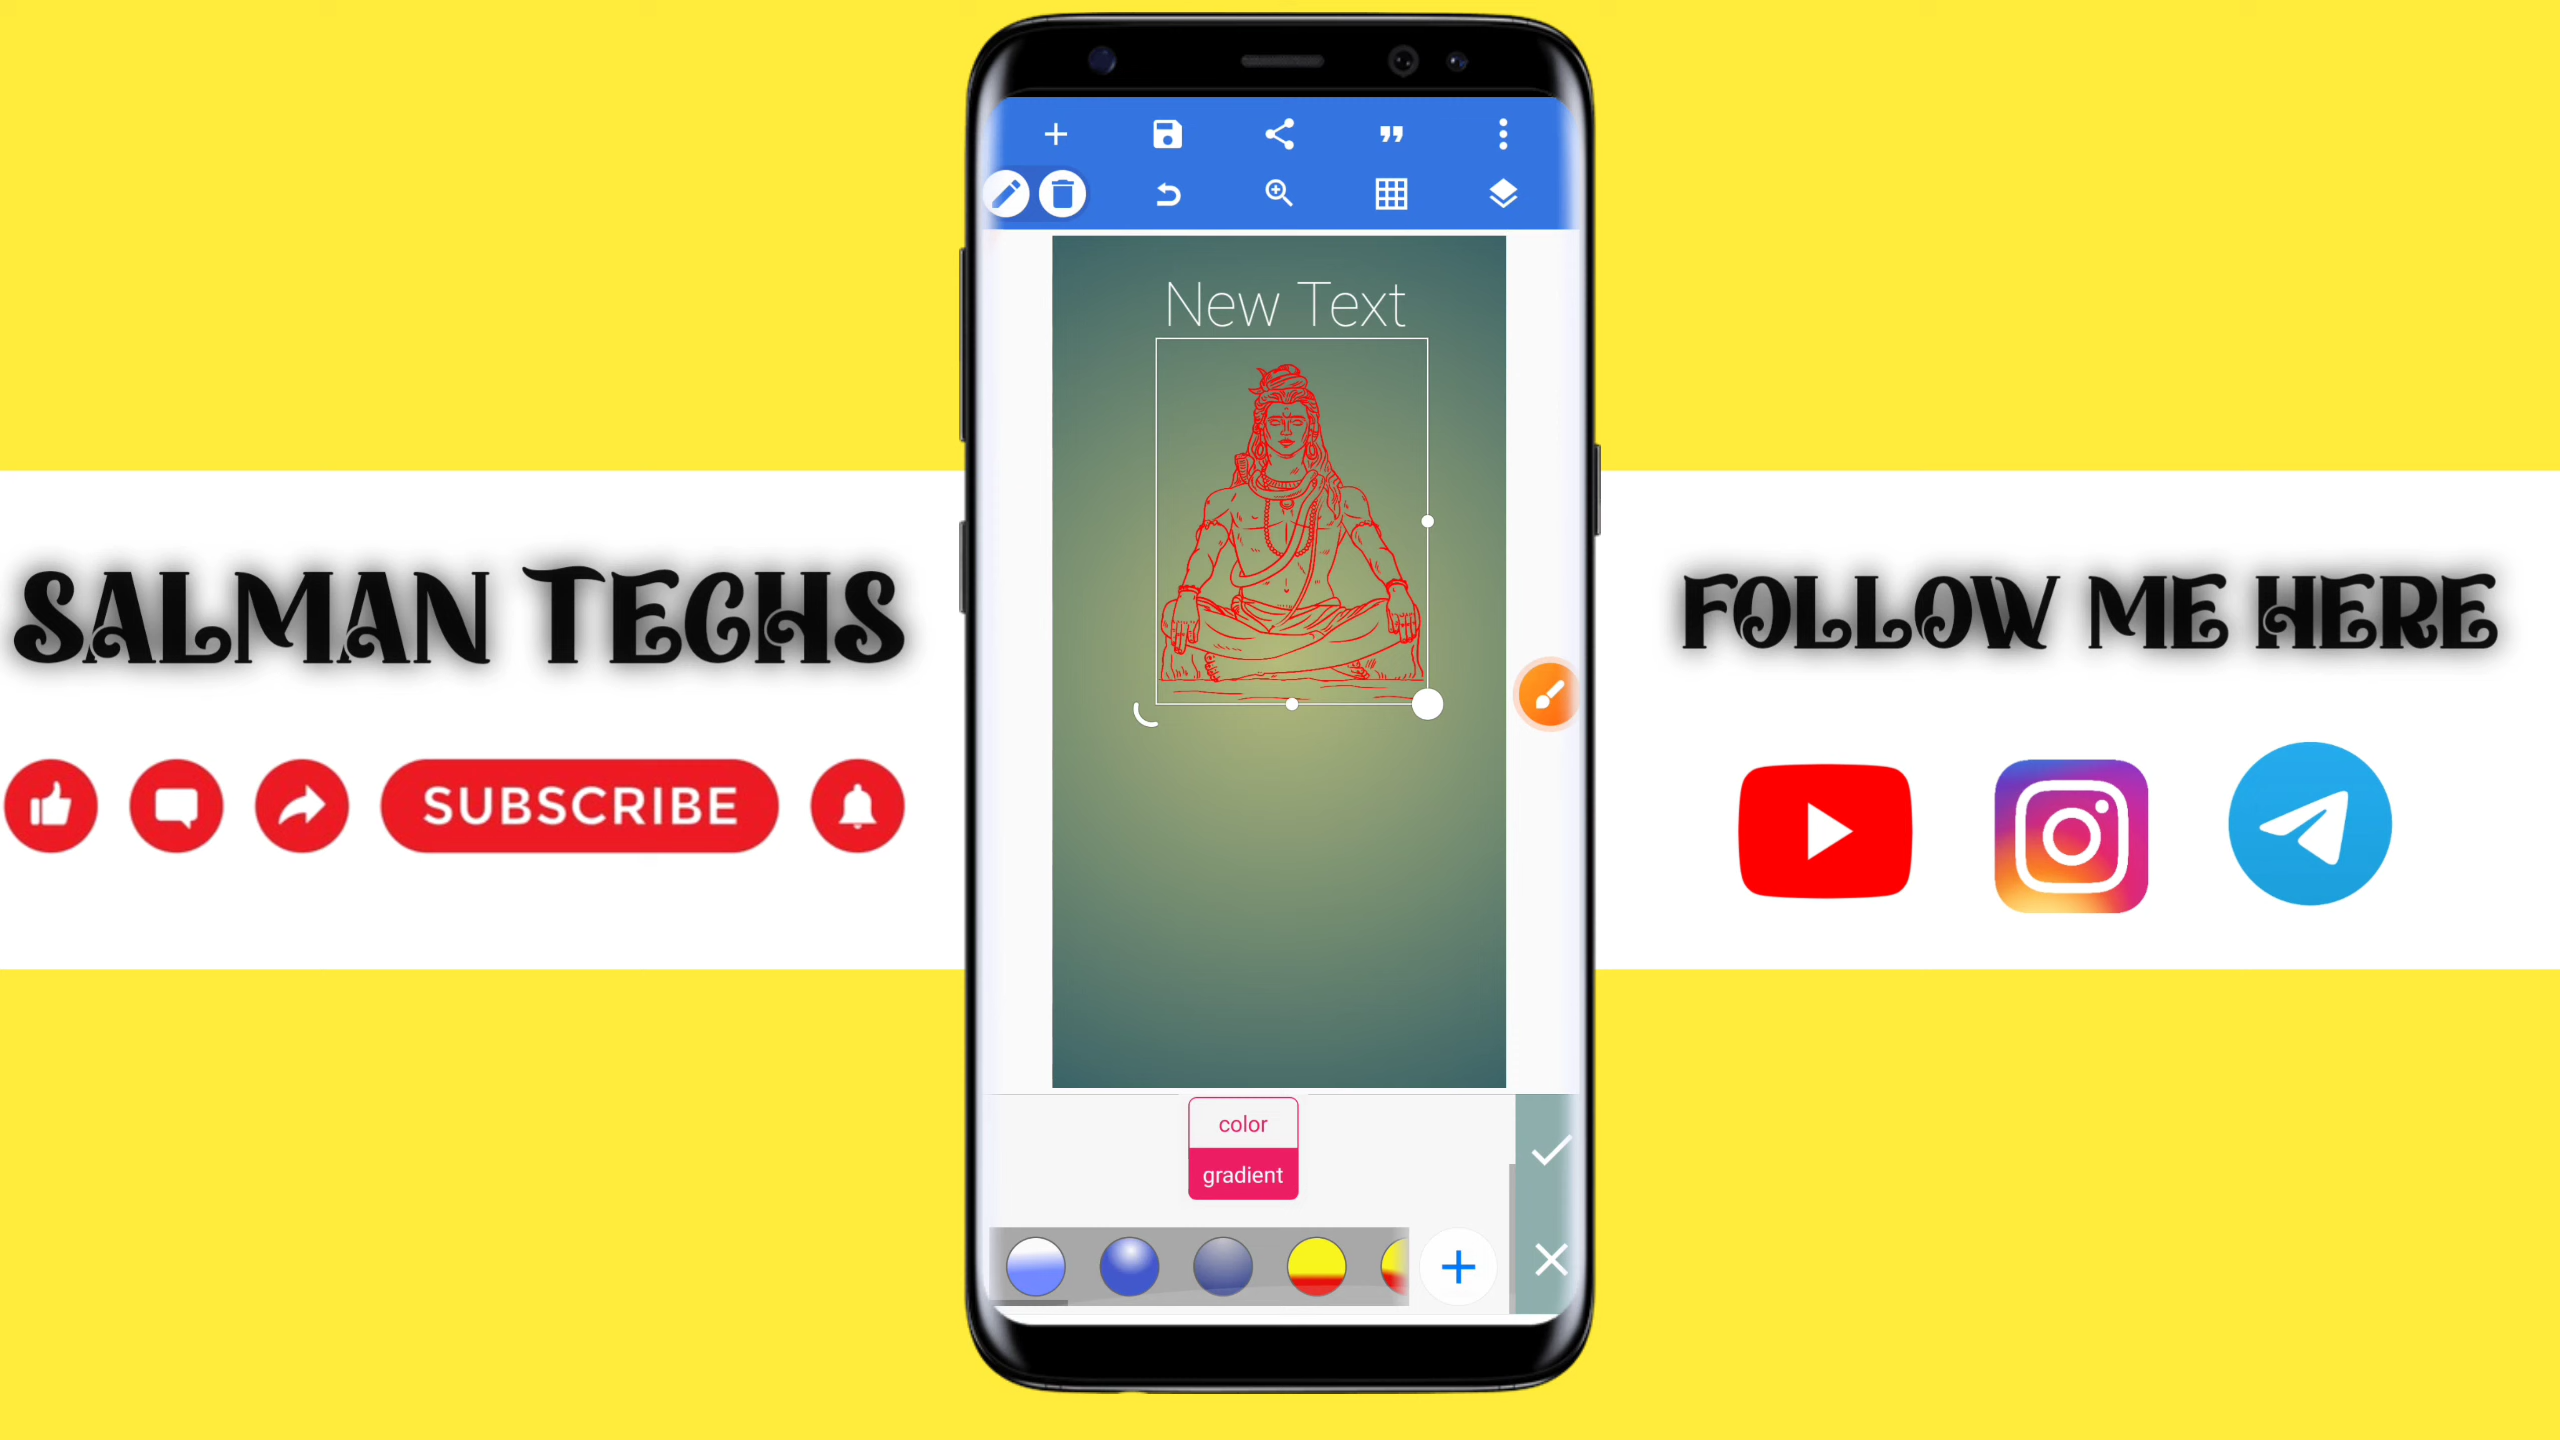 New Text
SALMAN TECHS
SUBSCRIBE
FOLLOW ME HERE
color
gradient